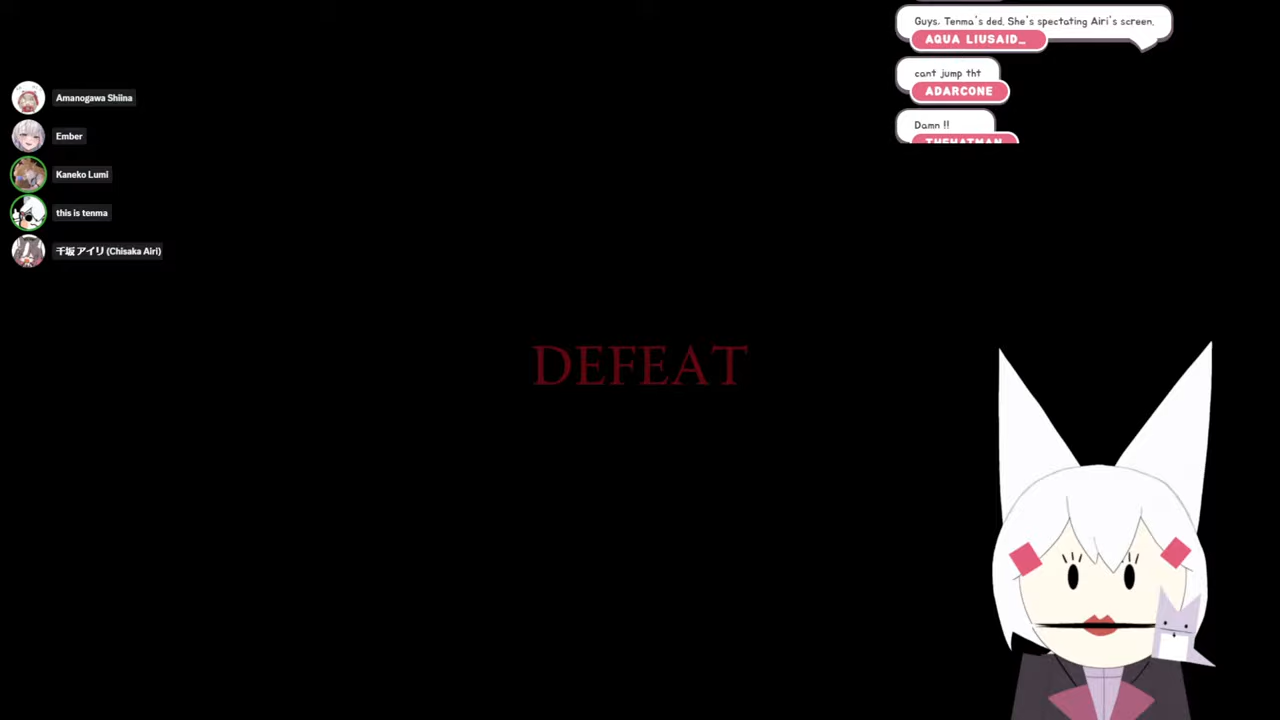 Guys. Tenma's ded. She's spectating Airi's screen.
AQUA LIUSAID_
cant jump tht
ADARCONE
Damn !!
Amanogawa Shiina
Ember
Kaneko Lumi
this is tenma
千坂 アイリ (Chisaka Airi)
DEFEAT